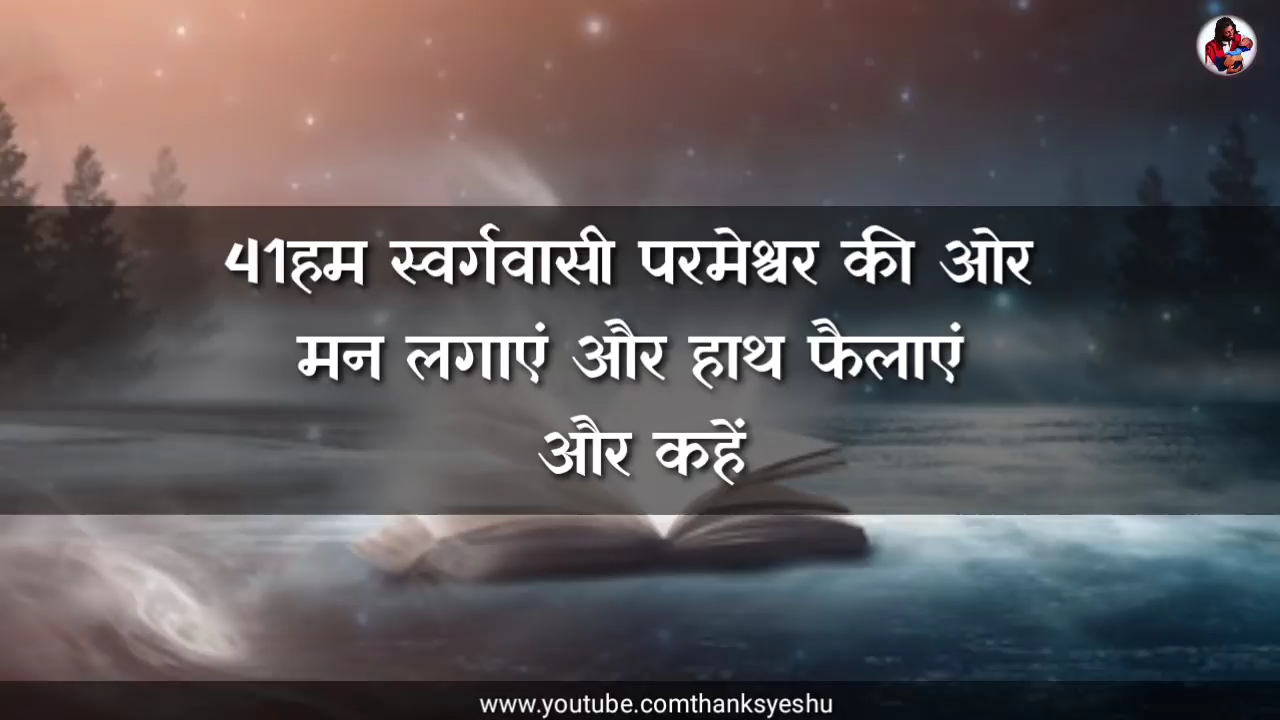 41हम स्वर्गवासी परमेश्वर की ओर
मन लगाएं और हाथ फैलाएं
और कहें
www.youtube.comthanksyeshu